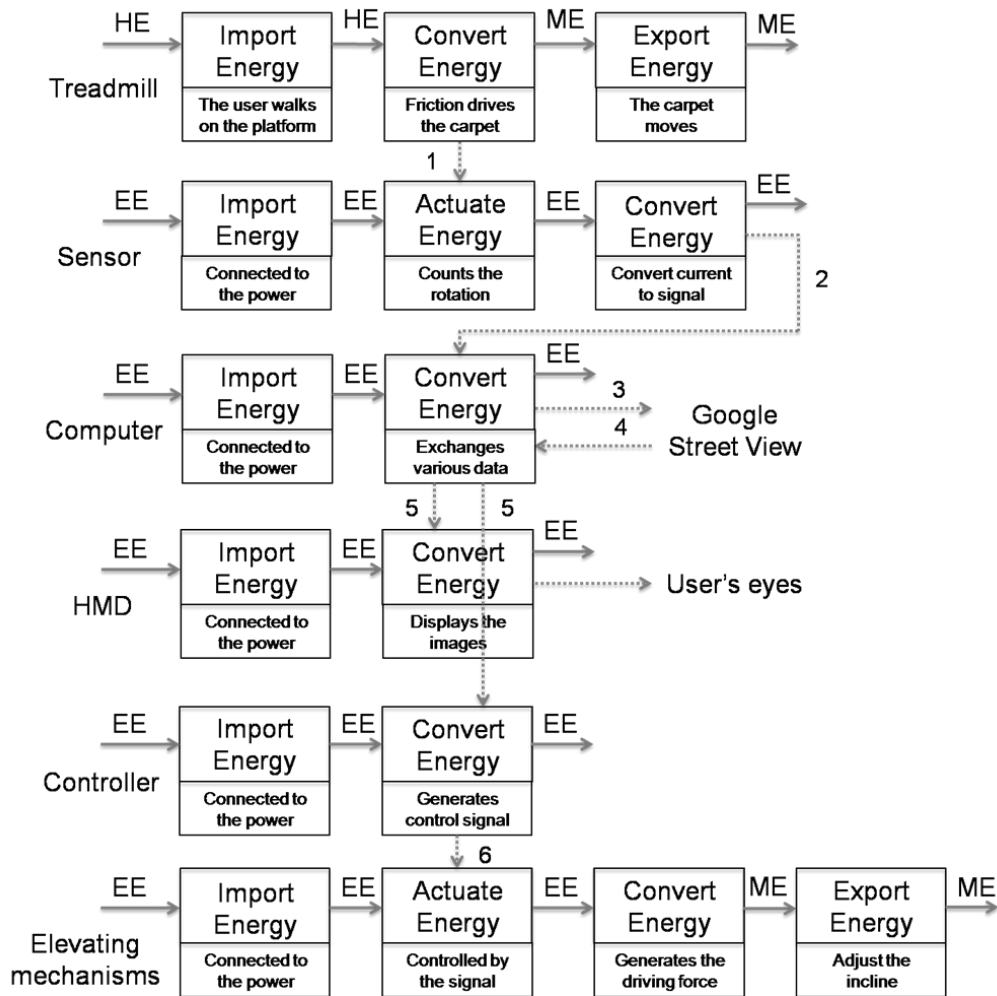 HE
HE
ME
ME
Import
Energy
Convert
Energy
Export
Energy
Treadmill
The user walks
on the platform
Friction drives
the carpet
The carpet
moves
1
EE
EE
EE
EE
Import
Energy
Actuate
Energy
Convert
Energy
Sensor
Connected to
the power
Counts the
rotation
Convert current
to signal
2
EE
EE
EE
Import
Energy
Convert
Energy
3
4
Google
Street View
Computer
Connected to
the power
Exchanges
various data
5
5
EE
EE
EE
Import
Energy
Convert
Energy
User's eyes
HMD
Connected to
the power
Displays the
images
EE
EE
EE
Import
Energy
Convert
Energy
Controller
Connected to
the power
Generates
control signal
6
EE
EE
EE
ME
ME
Import
Energy
Actuate
Energy
Convert
Energy
Export
Energy
Elevating
mechanisms
Connected to
the power
Controlled by
the signal
Generates the
driving force
Adjust the
incline